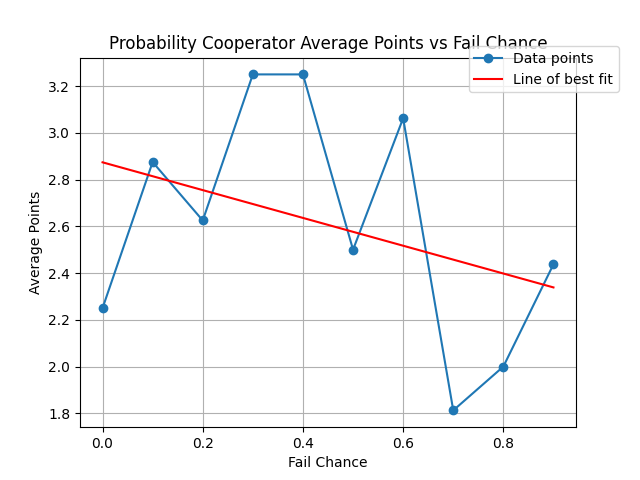 Probability Cooperator Average Points vs Fail Chance
Data points
Line of best fit
3.2
3.0
2.8
2.6
2.4
2.2
2.0
1.8
Average Points
0.0 0.2 0.4 0.6 0.8
Fail Chance